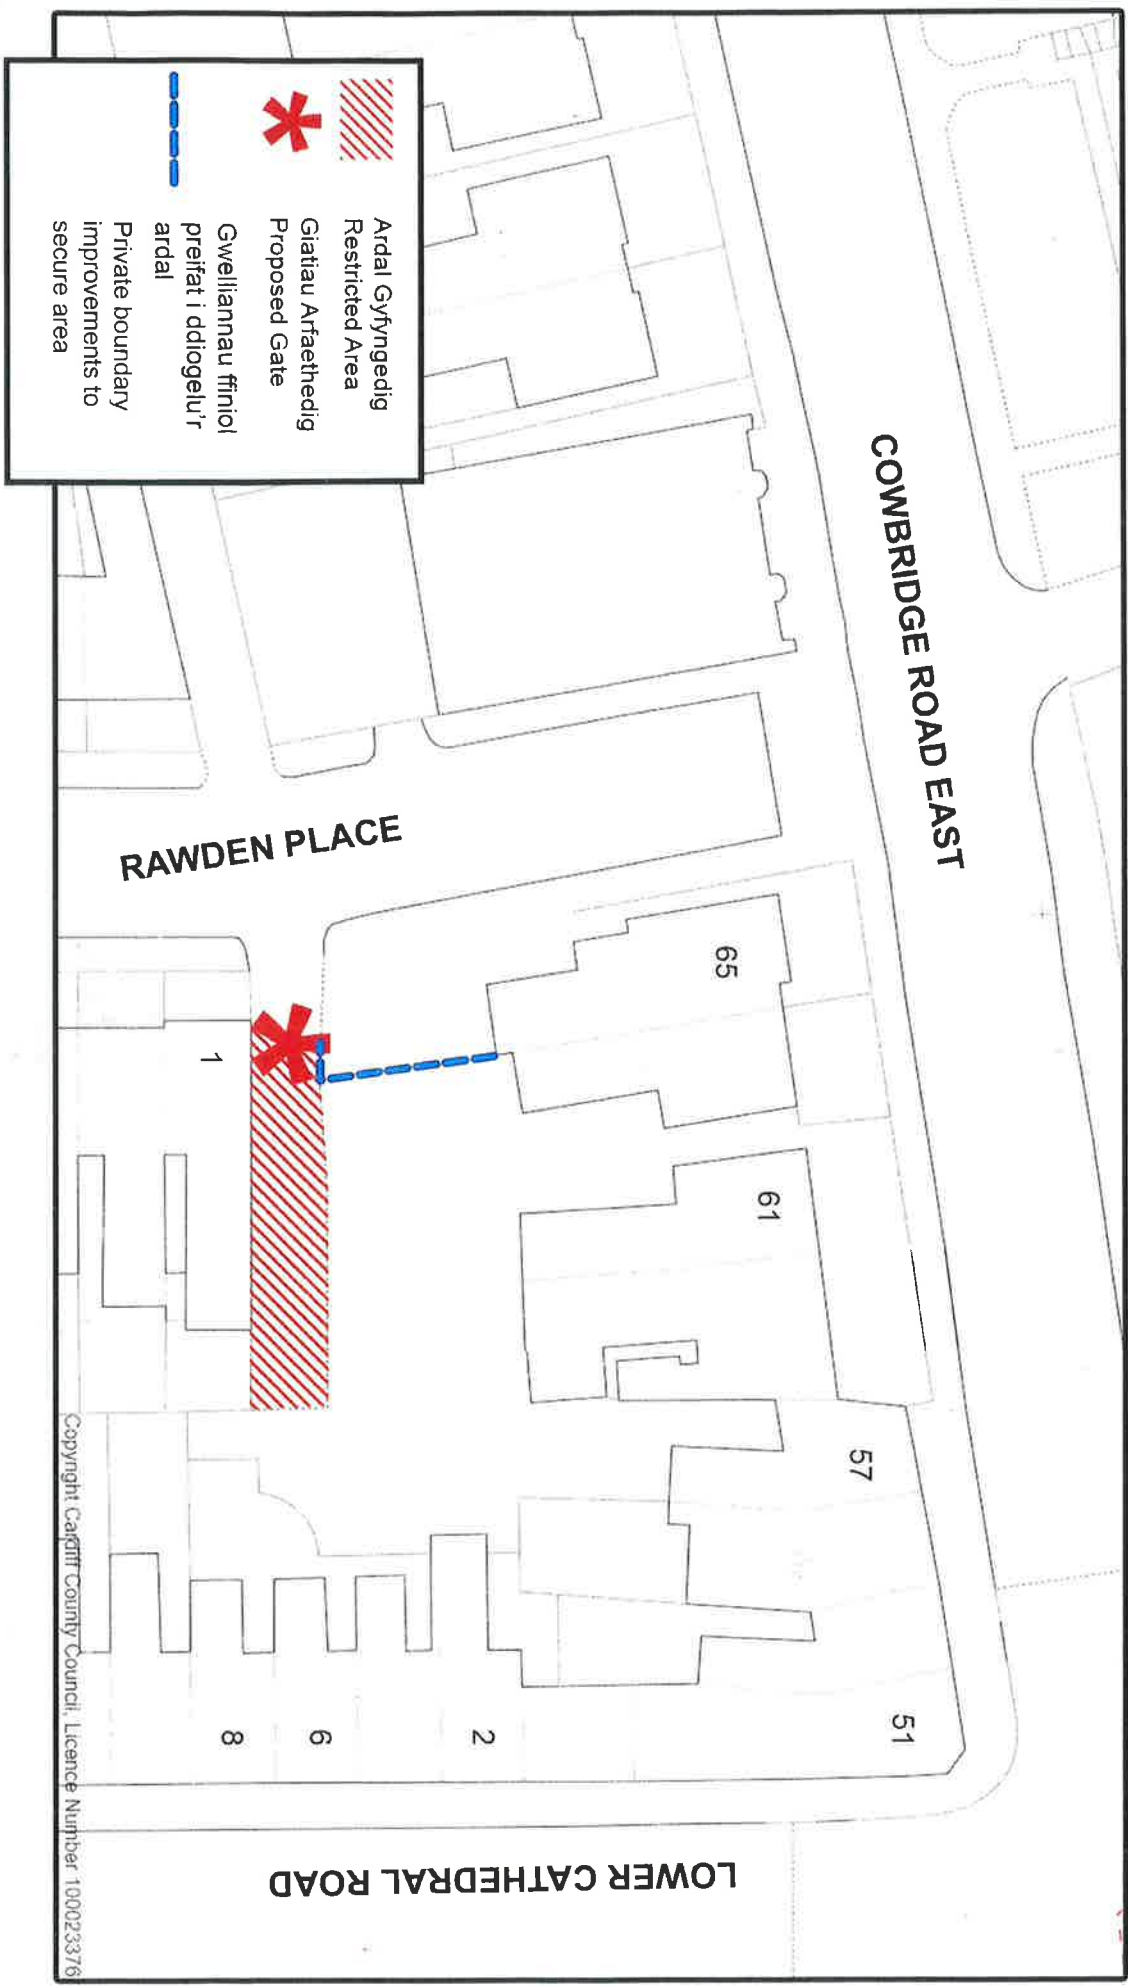 COWBRIDGE ROAD EAST
65
61
57
51
RAWDEN PLACE
1
2
6
8
LOWER CATHEDRAL ROAD
Ardal Gyfyngedig
Restricted Area
Giatiau Arfaethedig
Proposed Gate
Gwelliannau ffiniol
preifat i ddiogelu'r
ardal
Private boundary
improvements to
secure area
Copyright Cardiff County Council, Licence Number 100023376